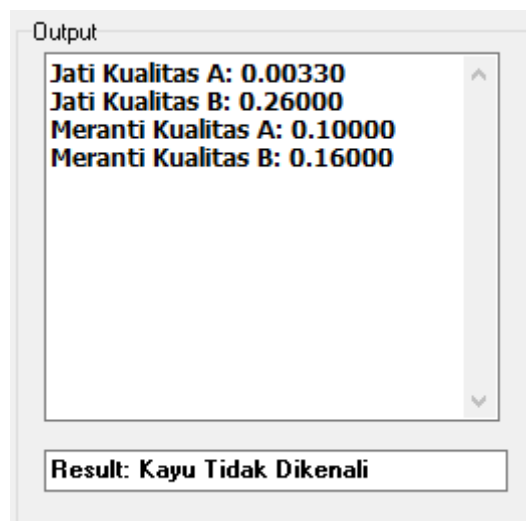 Output
Jati Kualitas A: 0.00330
Jati Kualitas B: 0.26000
Meranti Kualitas A: 0.10000
Meranti Kualitas B: 0.16000
Result: Kayu Tidak Dikenali